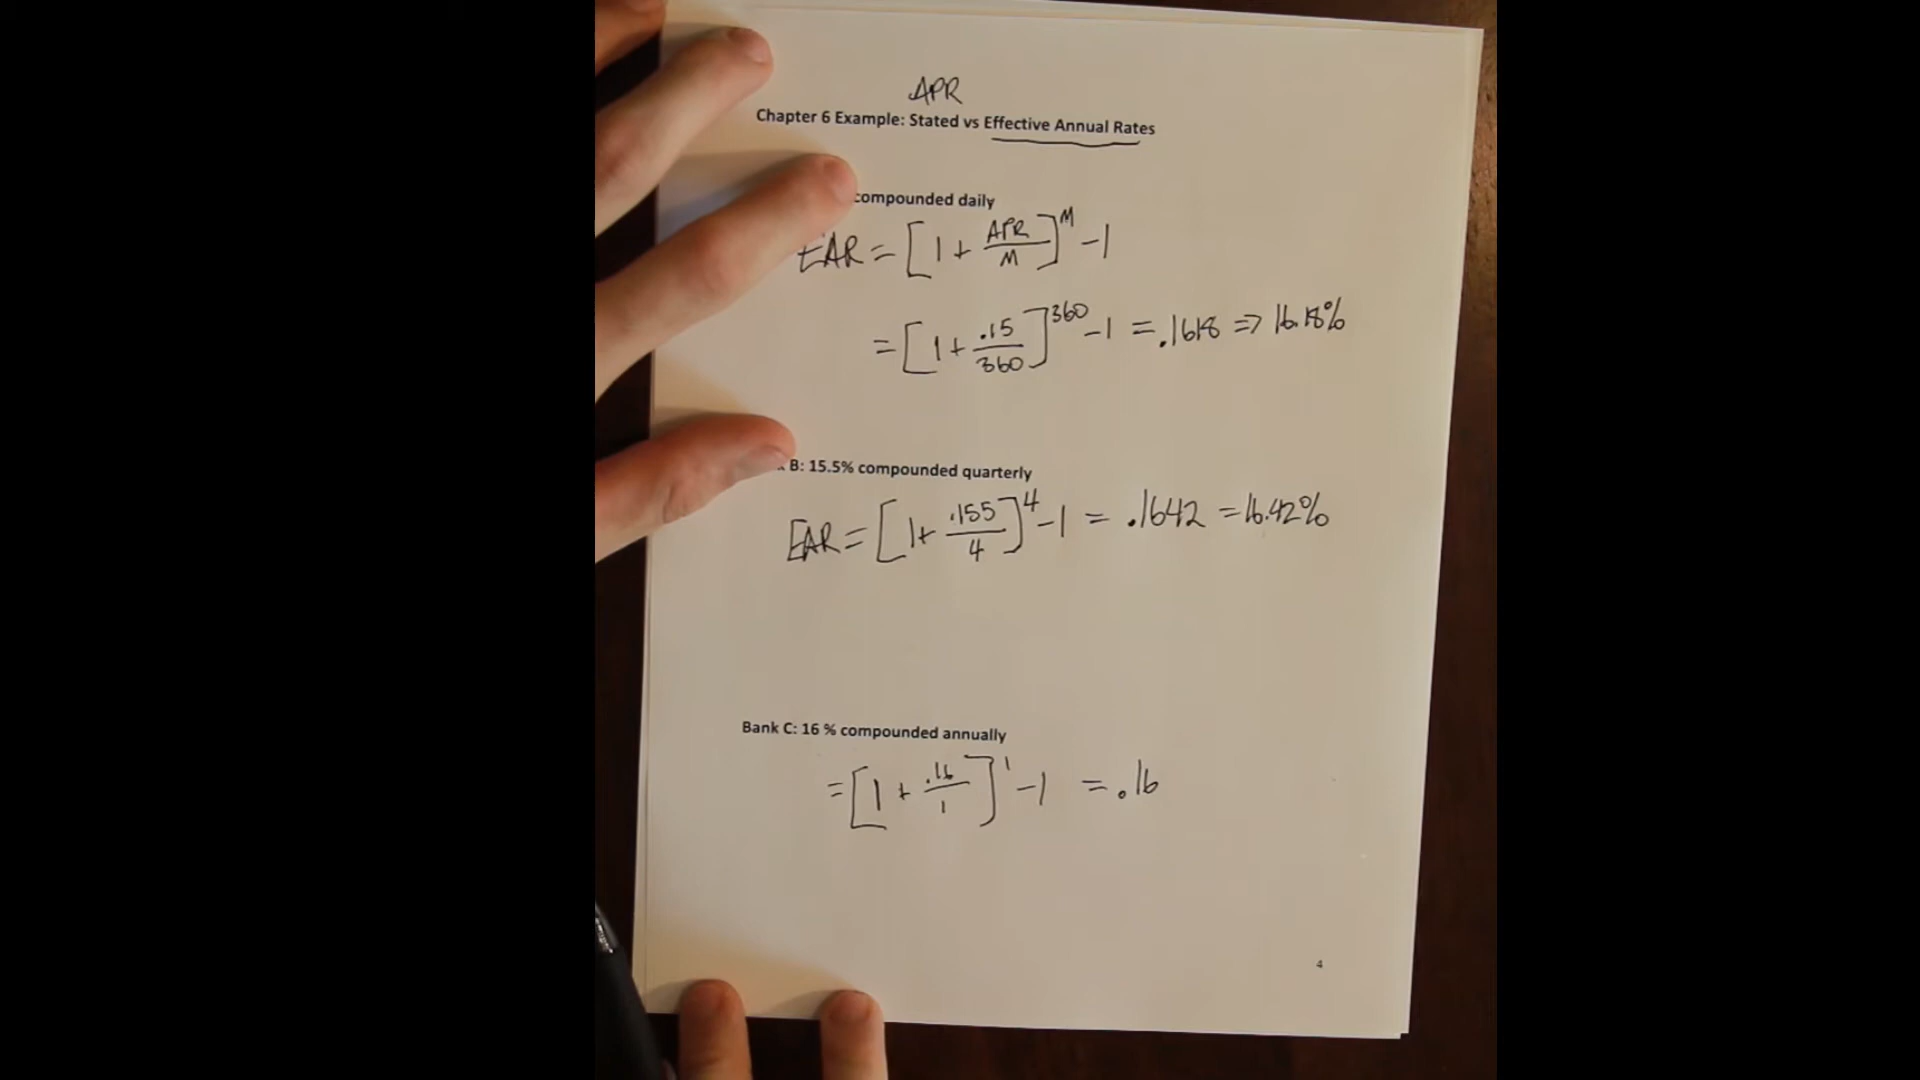 APR
Chapter 6 Example: Stated vs Effective Annual Rates
compounded daily
EAR = [1 + APR/M]^M - 1
= [1 + .15/360]^360 - 1 = .1618 ⇒ 16.18%
B: 15.5% compounded quarterly
EAR = [1 + .155/4]^4 - 1 = .1642 = 16.42%
Bank C: 16 % compounded annually
= [1 + .16/1]^1 - 1 = .16
4